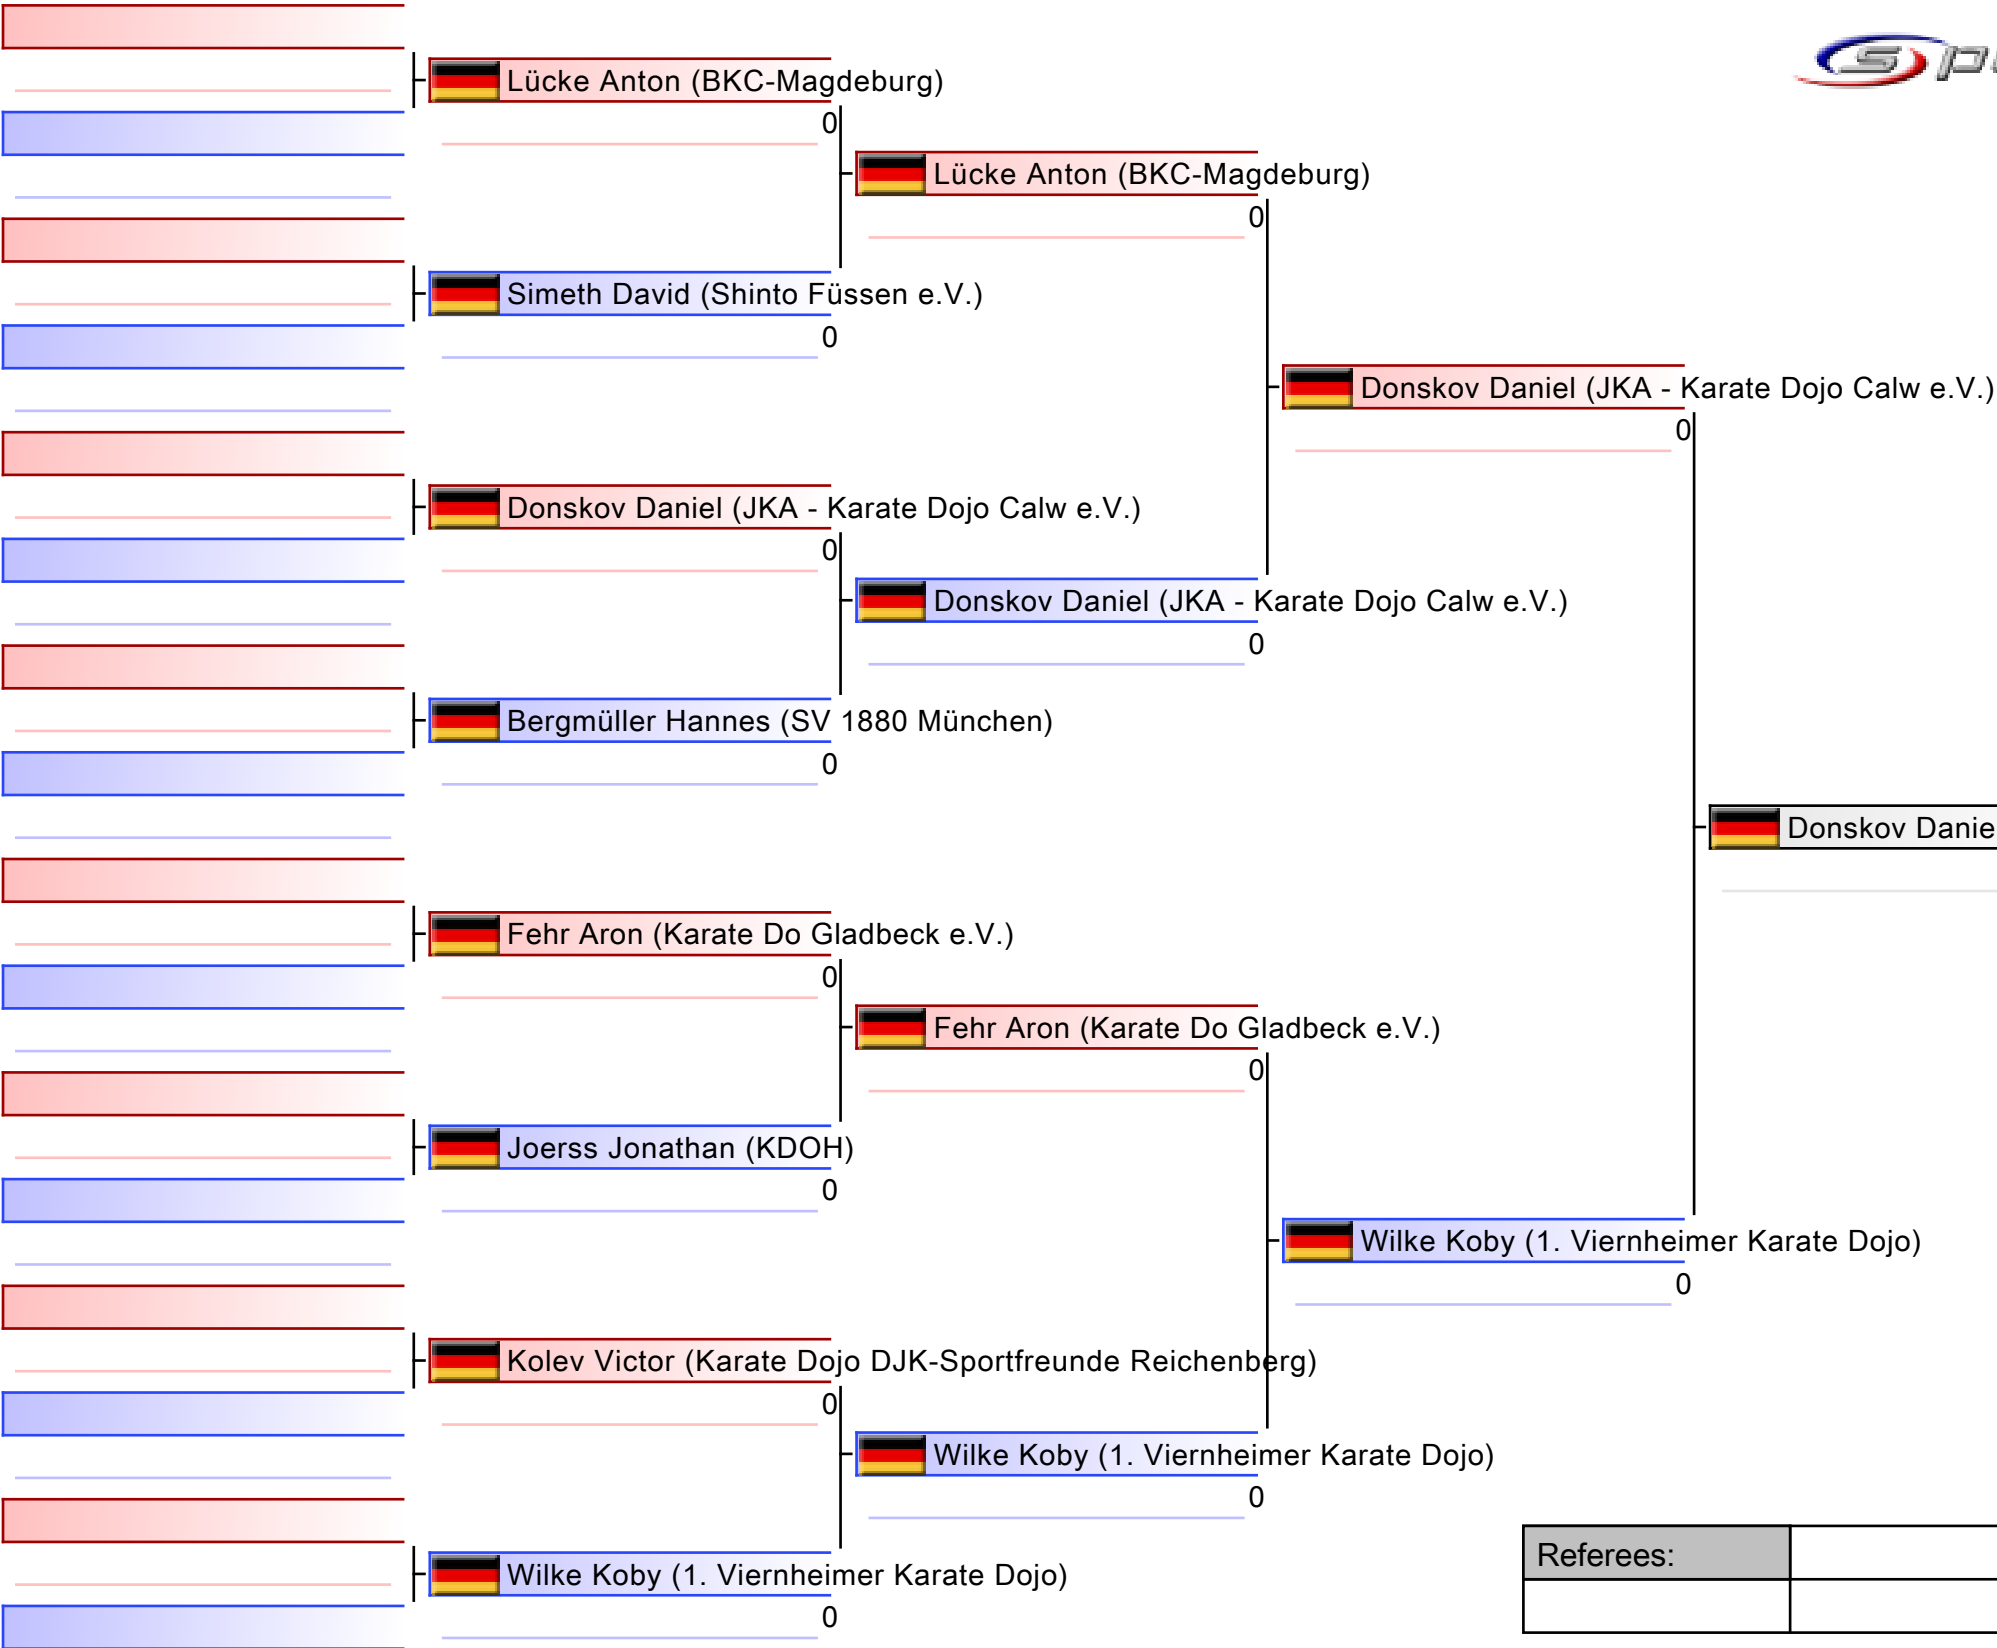 Lücke Anton (BKC-Magdeburg)
0
Lücke Anton (BKC-Magdeburg)
0
Simeth David (Shinto Füssen e.V.)
0
Donskov Daniel (JKA - Karate Dojo Calw e.V.)
0
Donskov Daniel (JKA - Karate Dojo Calw e.V.)
0
Donskov Daniel (JKA - Karate Dojo Calw e.V.)
0
Bergmüller Hannes (SV 1880 München)
0
Donskov Danie
Fehr Aron (Karate Do Gladbeck e.V.)
0
Fehr Aron (Karate Do Gladbeck e.V.)
0
Joerss Jonathan (KDOH)
0
Wilke Koby (1. Viernheimer Karate Dojo)
0
Kolev Victor (Karate Dojo DJK-Sportfreunde Reichenberg)
0
Wilke Koby (1. Viernheimer Karate Dojo)
0
Wilke Koby (1. Viernheimer Karate Dojo)
0
Referees: